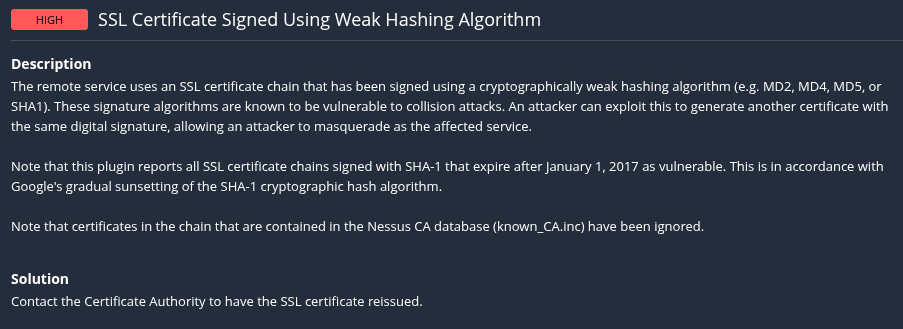 HIGH SSL Certificate Signed Using Weak Hashing Algorithm
Description
The remote service uses an SSL certificate chain that has been signed using a cryptographically weak hashing algorithm (e.g. MD2, MD4, MD5, or
SHA1). These signature algorithms are known to be vulnerable to collision attacks. An attacker can exploit this to generate another certificate with
the same digital signature, allowing an attacker to masquerade as the affected service.
Note that this plugin reports all SSL certificate chains signed with SHA-1 that expire after January 1, 2017 as vulnerable. This is in accordance with
Google's gradual sunsetting of the SHA-1 cryptographic hash algorithm.
Note that certificates in the chain that are contained in the Nessus CA database (known_CA.inc) have been ignored.
Solution
Contact the Certificate Authority to have the SSL certificate reissued.